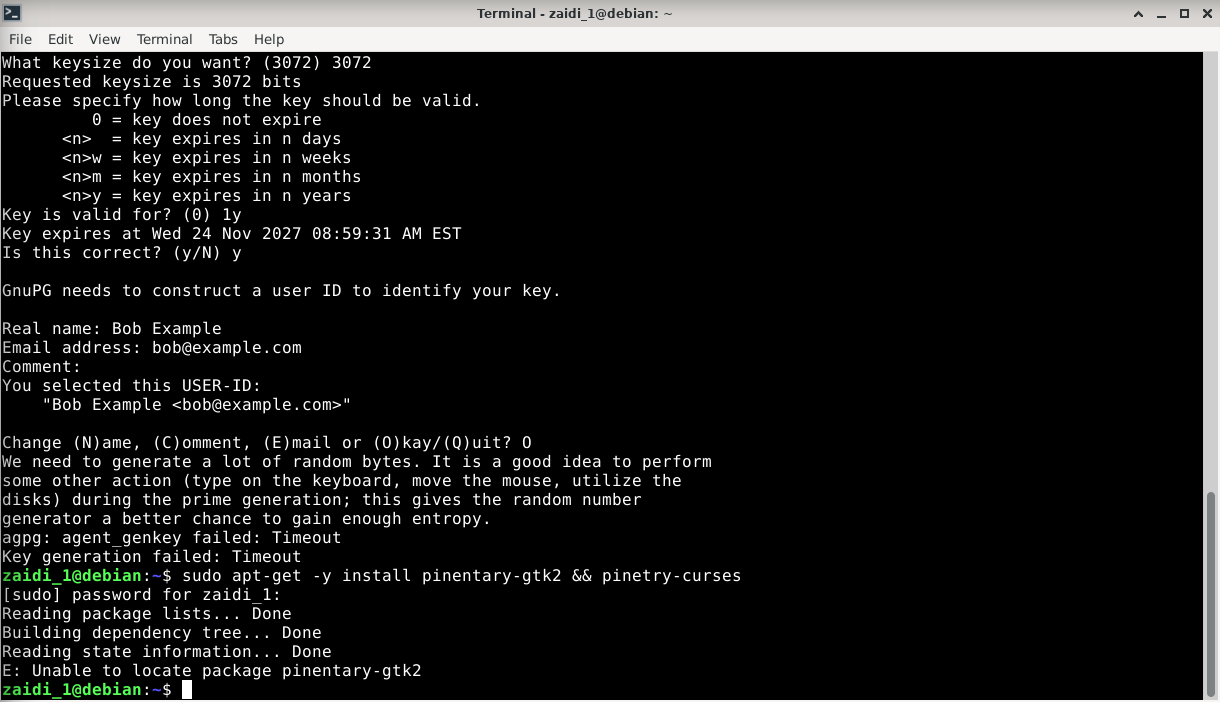 Terminal - zaidi_1@debian: ~
File Edit View Terminal Tabs Help
What keysize do you want? (3072) 3072
Requested keysize is 3072 bits
Please specify how long the key should be valid.
         0 = key does not expire
      <n>  = key expires in n days
      <n>w = key expires in n weeks
      <n>m = key expires in n months
      <n>y = key expires in n years
Key is valid for? (0) 1y
Key expires at Wed 24 Nov 2027 08:59:31 AM EST
Is this correct? (y/N) y
GnuPG needs to construct a user ID to identify your key.
Real name: Bob Example
Email address: bob@example.com
Comment:
You selected this USER-ID:
    "Bob Example <bob@example.com>"
Change (N)ame, (C)omment, (E)mail or (O)kay/(Q)uit? O
We need to generate a lot of random bytes. It is a good idea to perform
some other action (type on the keyboard, move the mouse, utilize the
disks) during the prime generation; this gives the random number
generator a better chance to gain enough entropy.
agpg: agent_genkey failed: Timeout
Key generation failed: Timeout
zaidi_1@debian:~$ sudo apt-get -y install pinentary-gtk2 && pinetry-curses
[sudo] password for zaidi_1:
Reading package lists... Done
Building dependency tree... Done
Reading state information... Done
E: Unable to locate package pinentary-gtk2
zaidi_1@debian:~$